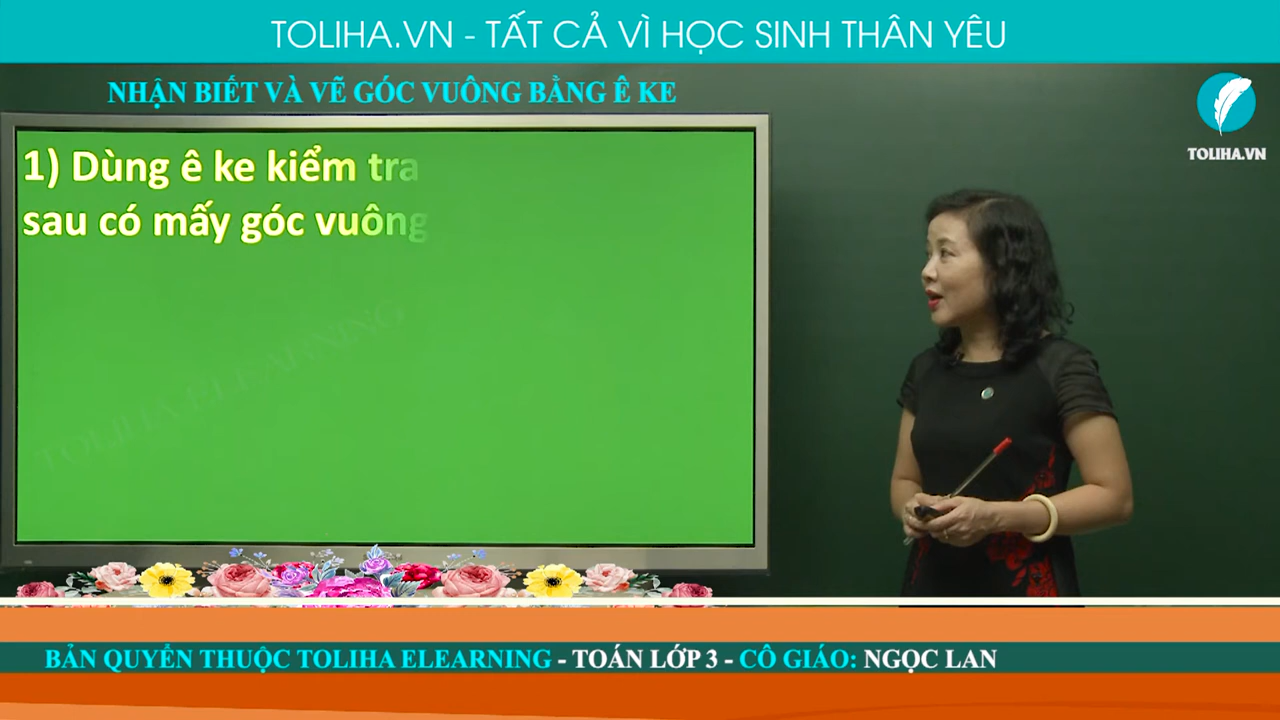 TOLIHA.VN - TẤT CẢ VÌ HỌC SINH THÂN YÊU
NHẬN BIẾT VÀ VẼ GÓC VUÔNG BẰNG Ê KE
TOLIHA.VN
1) Dùng ê ke kiểm tra
sau có mấy góc vuông
TOLIHA ELEARNING
BẢN QUYỀN THUỘC TOLIHA ELEARNING - TOÁN LỚP 3 - CÔ GIÁO: NGỌC LAN